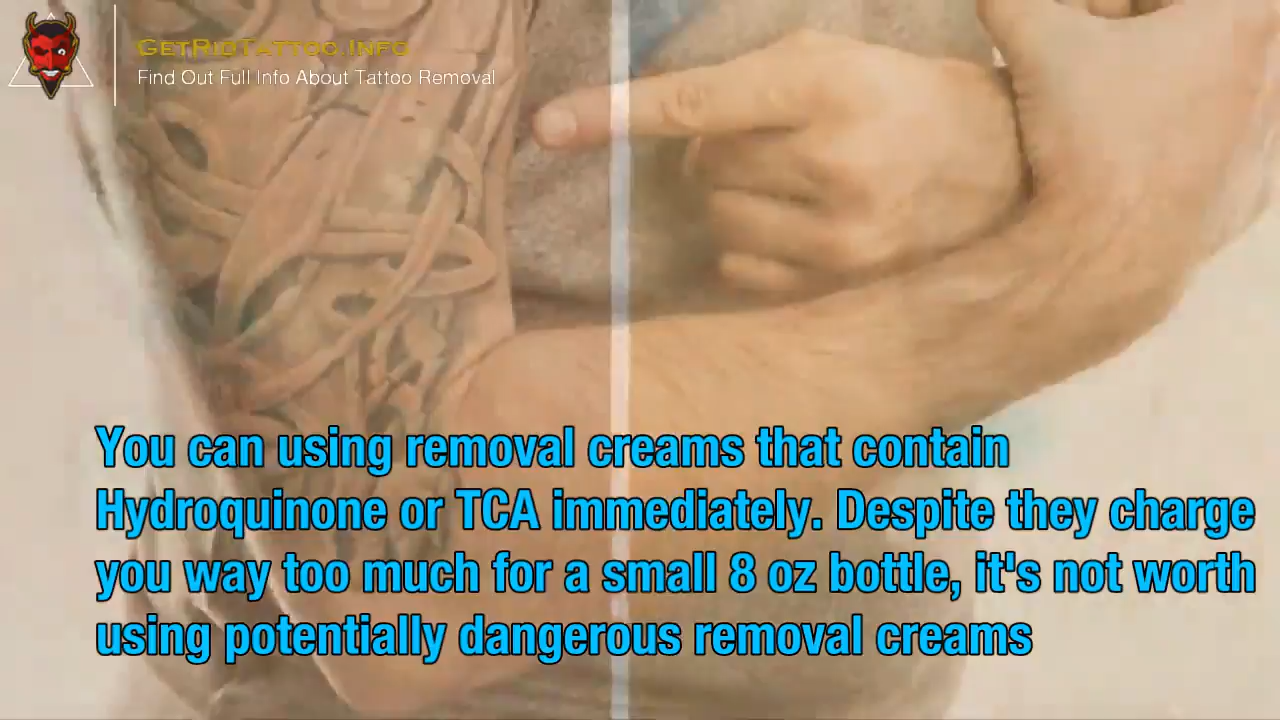 GetRidTattoo.Info
Find Out Full Info About Tattoo Removal
You can using removal creams that contain
Hydroquinone or TCA immediately. Despite they charge
you way too much for a small 8 oz bottle, it's not worth
using potentially dangerous removal creams